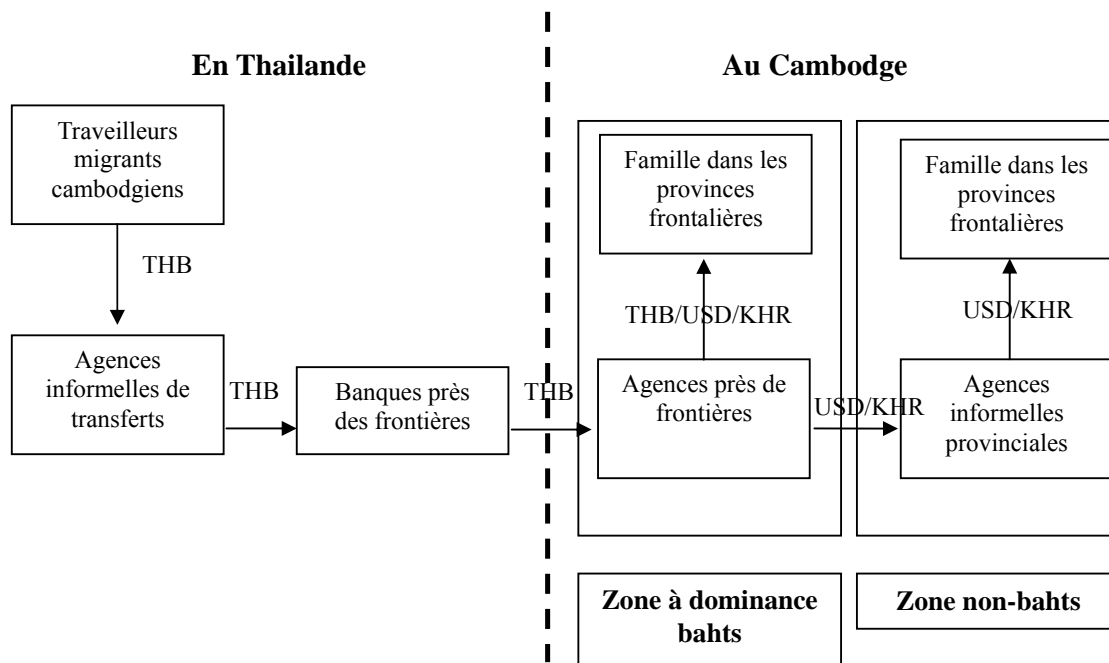 En Thailande
Au Cambodge
Traveilleurs
migrants
cambodgiens
THB
Agences
informelles de
transferts
THB
Banques près
des frontières
THB
Famille dans les
provinces
frontalières
THB/USD/KHR
Agences près de
frontières
USD/KHR
Famille dans les
provinces
frontalières
USD/KHR
Agences
informelles
provinciales
Zone à dominance
bahts
Zone non-bahts